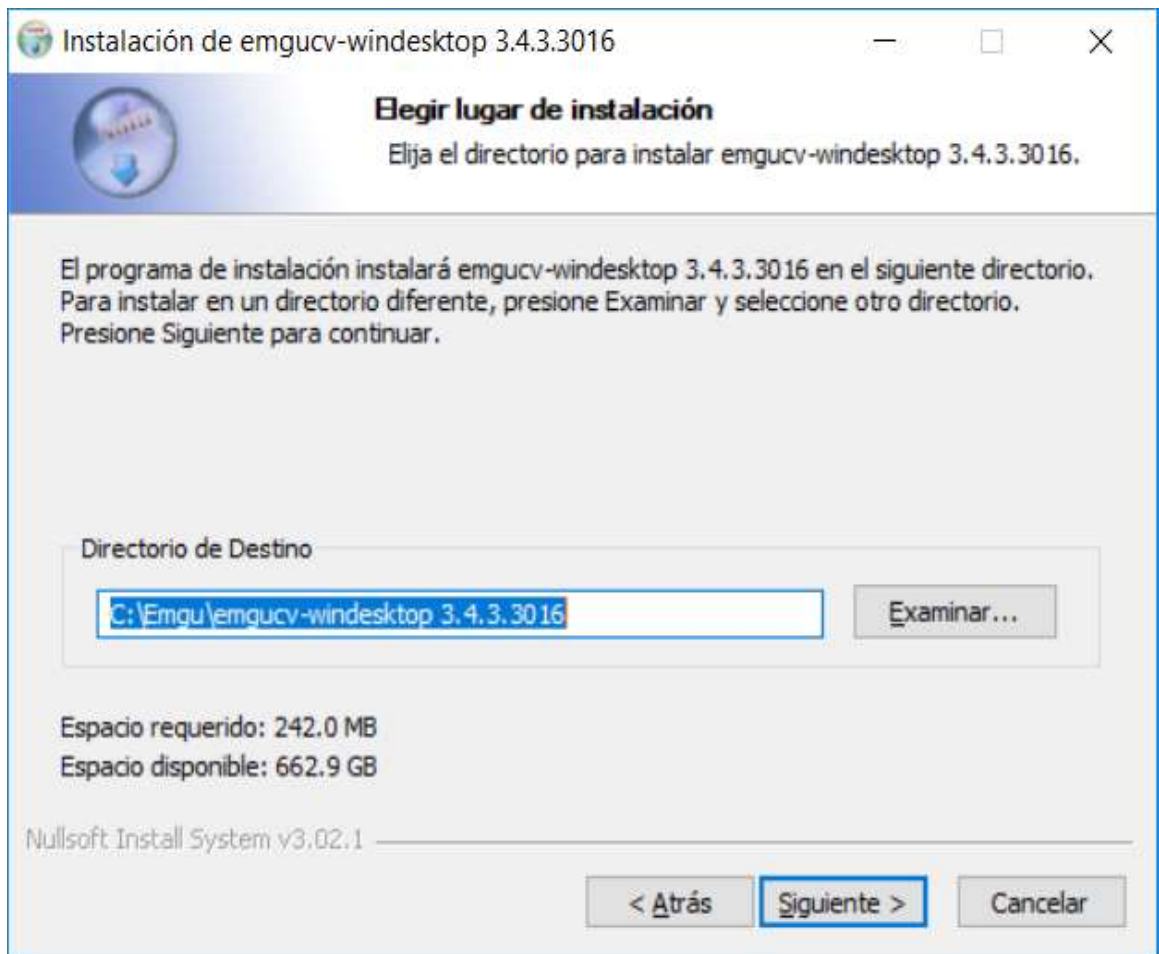 Instalación de emgucv-windesktop 3.4.3.3016
Elegir lugar de instalación
Elija el directorio para instalar emgucv-windesktop 3.4.3.3016.
El programa de instalación instalará emgucv-windesktop 3.4.3.3016 en el siguiente directorio.
Para instalar en un directorio diferente, presione Examinar y seleccione otro directorio.
Presione Siguiente para continuar.
Directorio de Destino
C:\Emgu\emgucv-windesktop 3.4.3.3016
Examinar...
Espacio requerido: 242.0 MB
Espacio disponible: 662.9 GB
Nullsoft Install System v3.02.1
< Atrás
Siguiente >
Cancelar